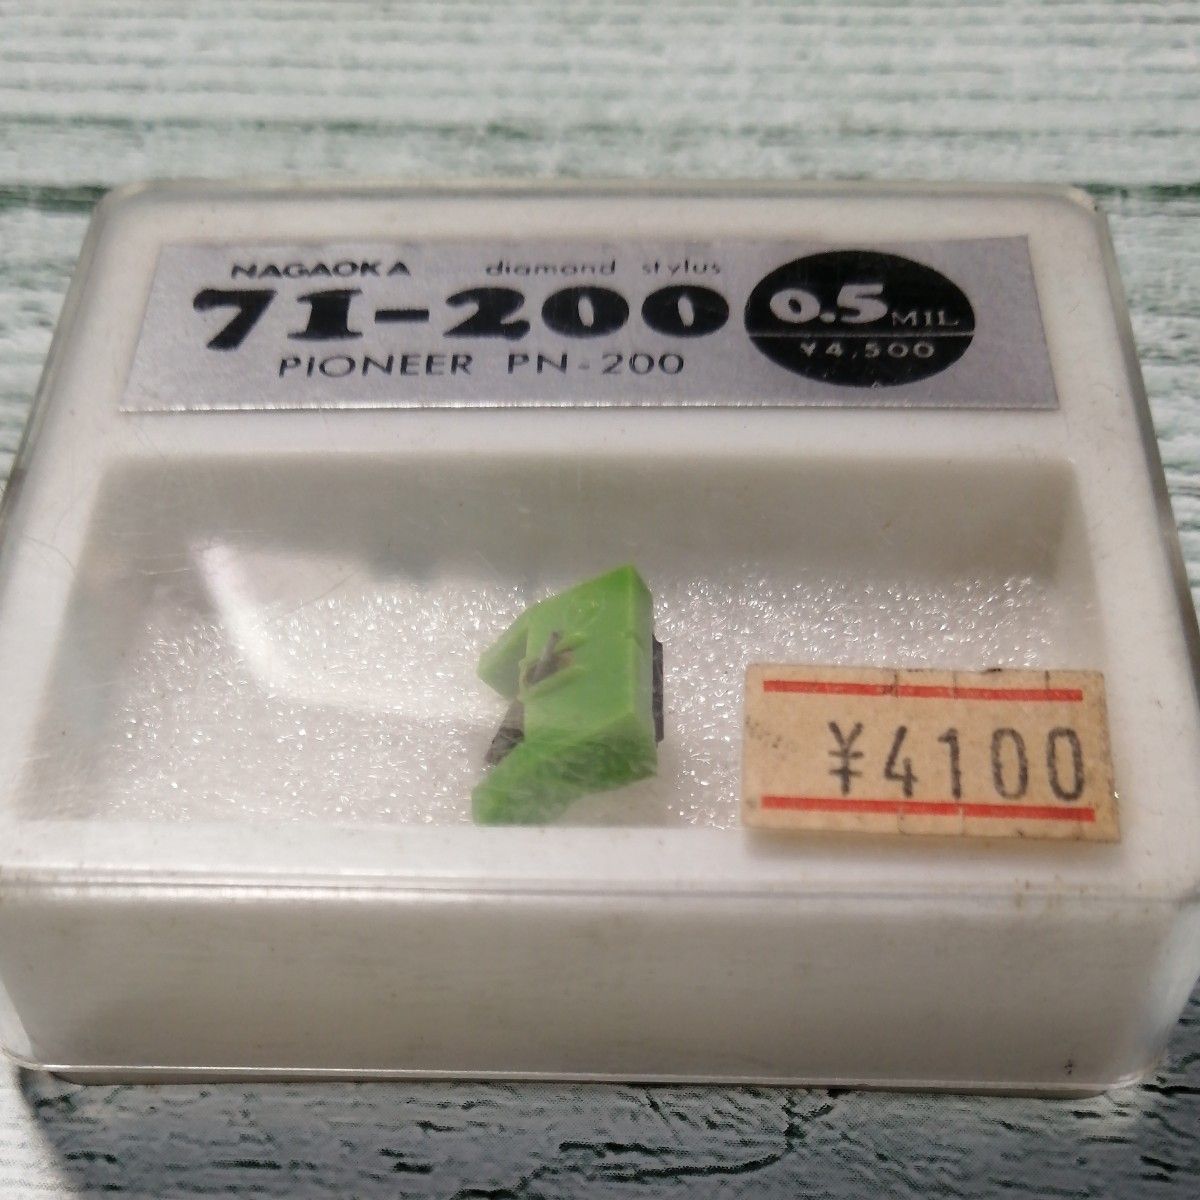 NAGAOKA diamond stylus
71-200
PIONEER PN-200
0.5 MIL
¥4,500
¥4100